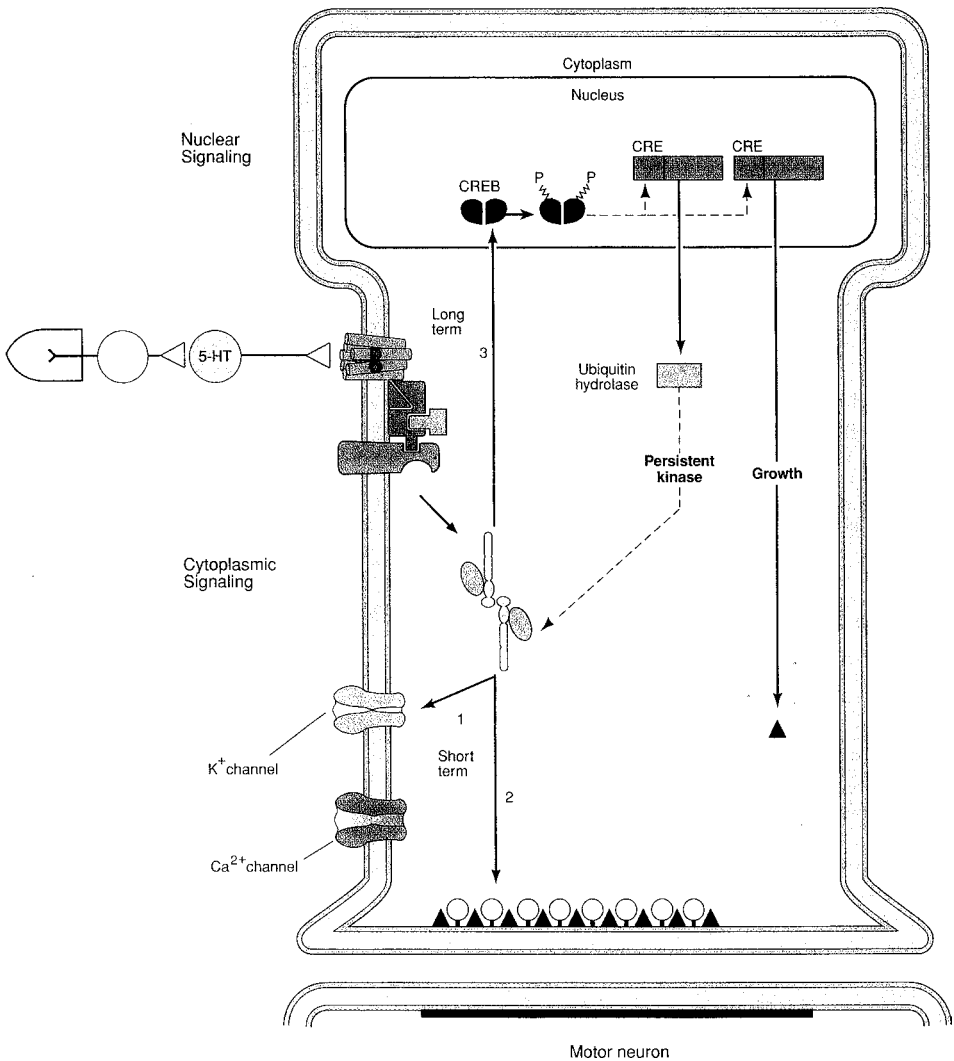 Cytoplasm
Nucleus
Nuclear
Signaling
CRE
CRE
P
P
CREB
Long
term
3
5-HT
Ubiquitin
hydrolase
Persistent
kinase
Growth
Cytoplasmic
Signaling
1
K+ channel
Short
term
2
Ca2+ channel
Motor neuron